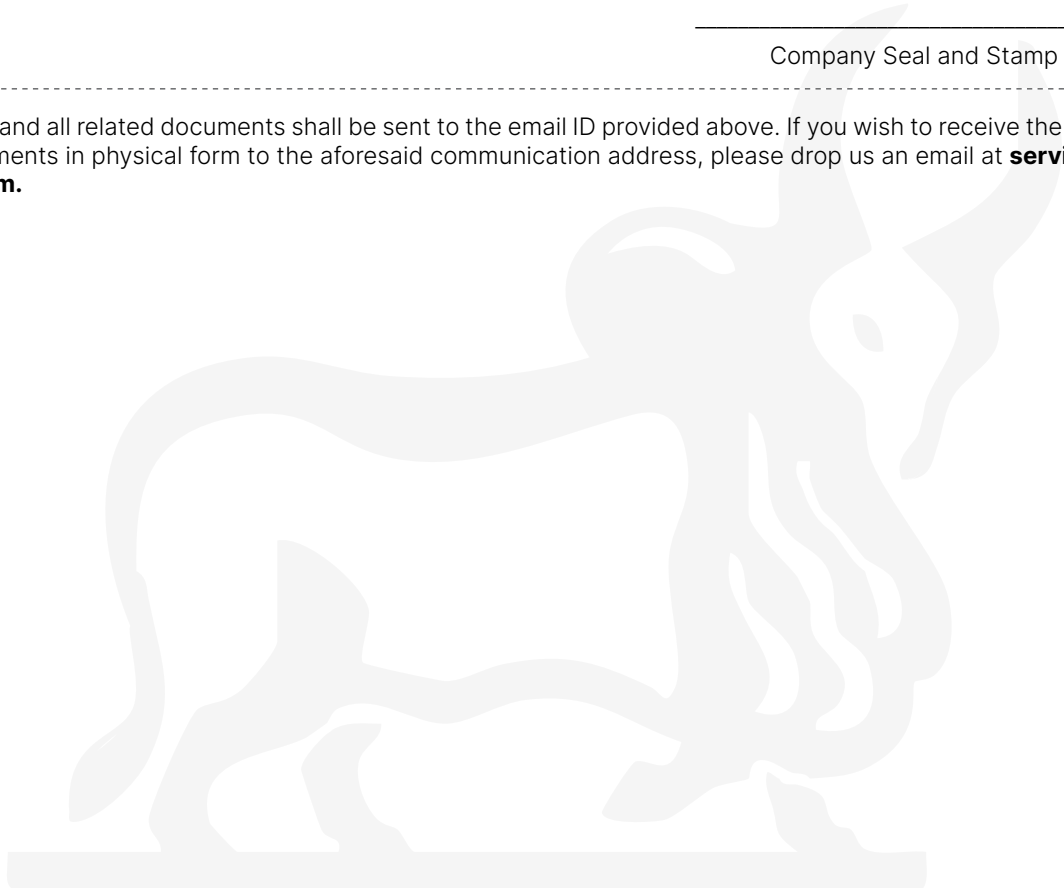 Company Seal and Stamp
and all related documents shall be sent to the email ID provided above. If you wish to receive the
ments in physical form to the aforesaid communication address, please drop us an email at servi
m.